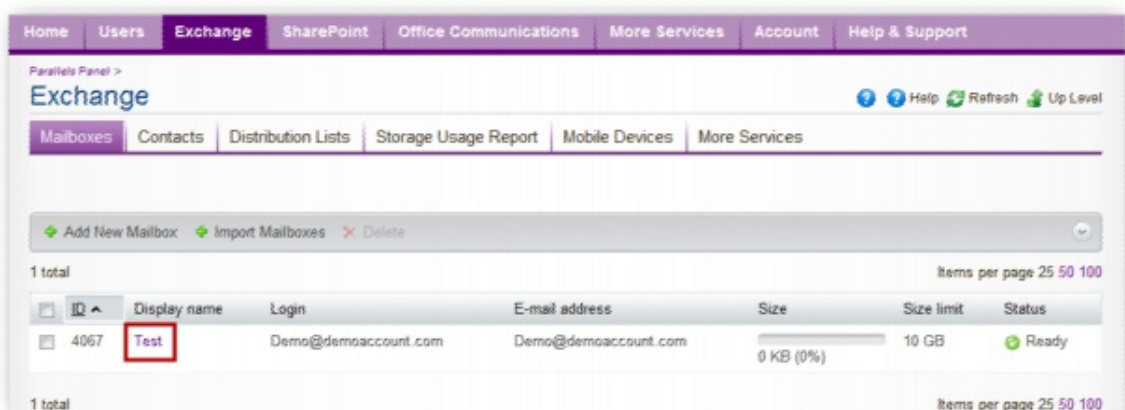 Home Users Exchange SharePoint Office Communications More Services Account Help & Support
Parallels Panel >
Exchange
Help Refresh Up Level
Mailboxes Contacts Distribution Lists Storage Usage Report Mobile Devices More Services
Add New Mailbox Import Mailboxes Delete
1 total Items per page 25 50 100
ID Display name Login E-mail address Size Size limit Status
4067 Test Demo@demoaccount.com Demo@demoaccount.com 0 KB (0%) 10 GB Ready
1 total Items per page 25 50 100